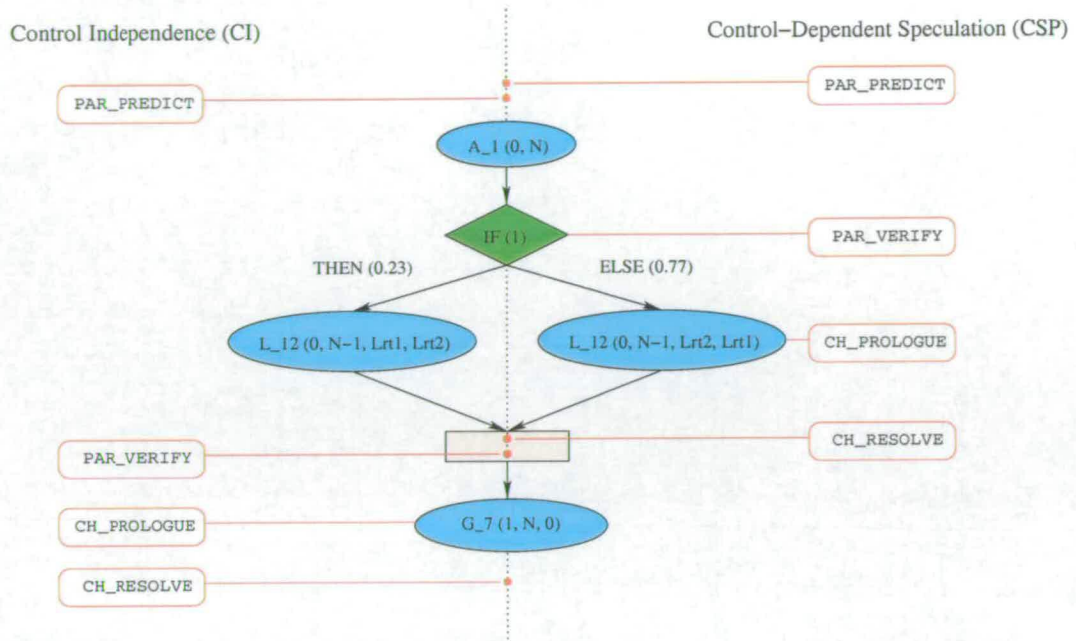 Control Independence (CI)
Control–Dependent Speculation (CSP)
PAR_PREDICT
PAR_PREDICT
A_1 (0, N)
IF (1)
PAR_VERIFY
THEN (0.23)
ELSE (0.77)
L_12 (0, N−1, Lrt1, Lrt2)
L_12 (0, N−1, Lrt2, Lrt1)
CH_PROLOGUE
CH_RESOLVE
PAR_VERIFY
CH_PROLOGUE
G_7 (1, N, 0)
CH_RESOLVE